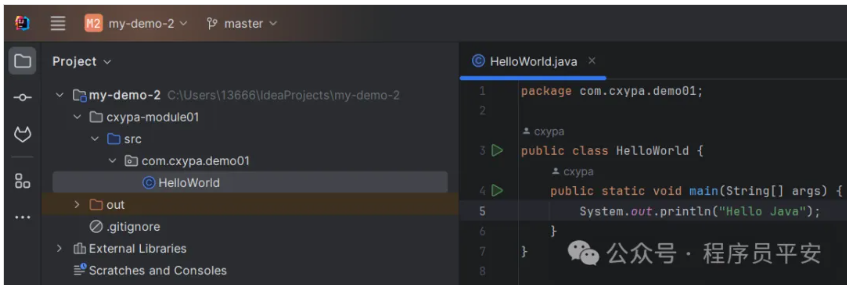 M2 my-demo-2 master
Project
my-demo-2 C:\Users\13666\IdeaProjects\my-demo-2
cxypa-module01
src
com.cxypa.demo01
HelloWorld
out
.gitignore
External Libraries
Scratches and Consoles
HelloWorld.java
1 package com.cxypa.demo01;
2
cxypa
3 public class HelloWorld {
cxypa
4 public static void main(String[] args) {
5 System.out.println("Hello Java");
6 }
7 }
8
公众号 · 程序员平安